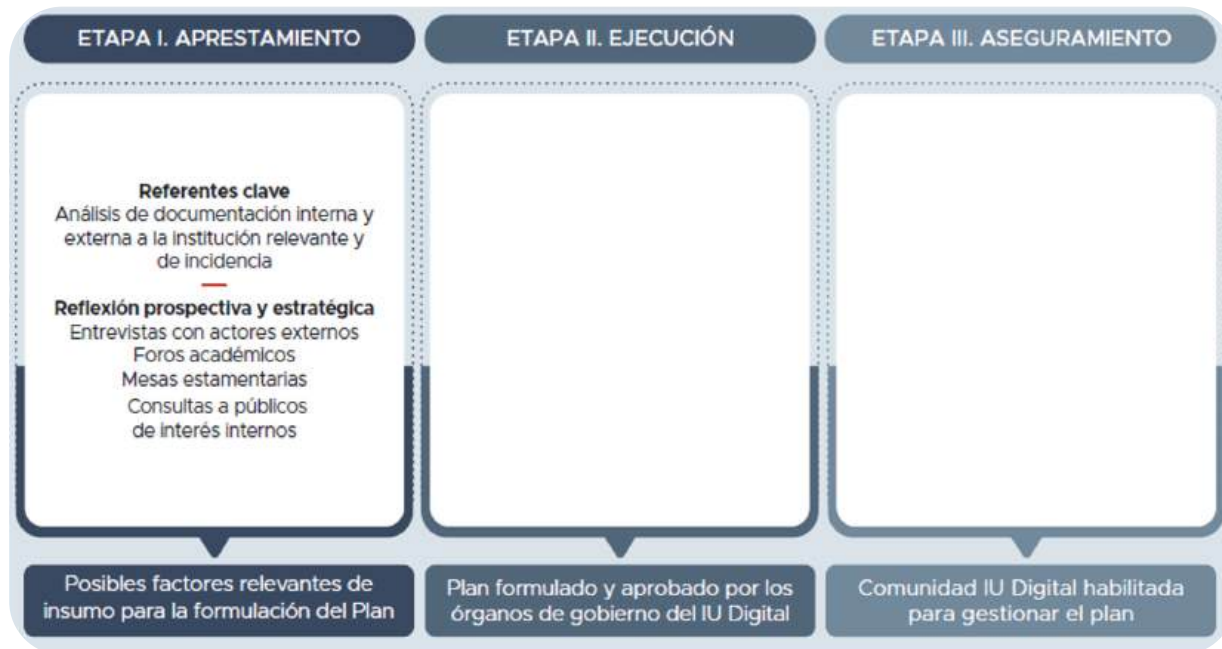 ETAPA I. APRESTAMIENTO
ETAPA II. EJECUCIÓN
ETAPA III. ASEGURAMIENTO
Referentes clave
Análisis de documentación interna y
externa a la institución relevante y
de incidencia
Reflexión prospectiva y estratégica
Entrevistas con actores externos
Foros académicos
Mesas estamentarias
Consultas a públicos
de interés internos
Posibles factores relevantes de
insumo para la formulación del Plan
Plan formulado y aprobado por los
órganos de gobierno del IU Digital
Comunidad IU Digital habilitada
para gestionar el plan